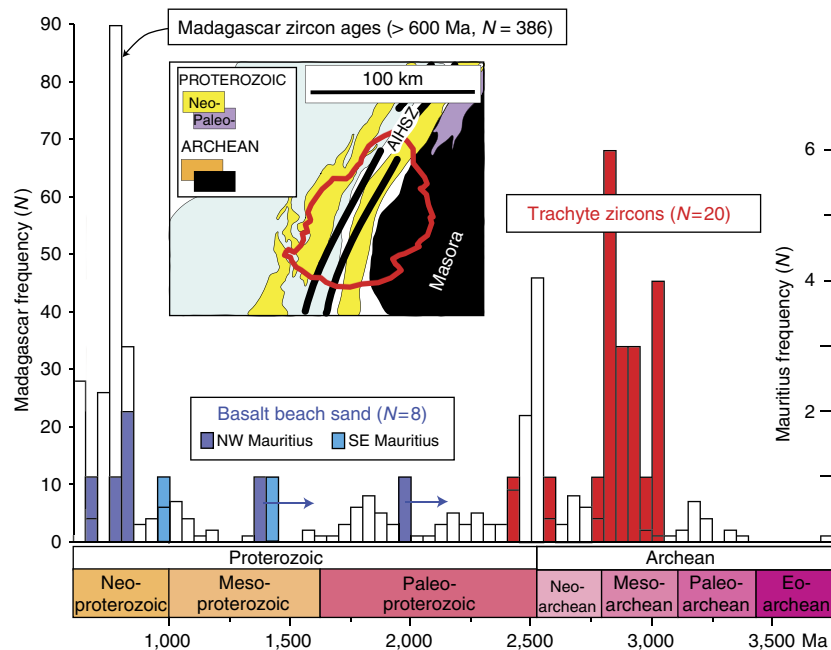 Madagascar zircon ages (> 600 Ma, N = 386)
90
80
70
60
50
40
30
20
10
0
Madagascar frequency (N)
PROTEROZOIC
Neo-
Paleo-
ARCHEAN
100 km
AIHSZ
Masora
Trachyte zircons (N=20)
6
4
2
Mauritius frequency (N)
Basalt beach sand (N=8)
NW Mauritius
SE Mauritius
Proterozoic
Archean
Neo-
proterozoic
Meso-
proterozoic
Paleo-
proterozoic
Neo-
archean
Meso-
archean
Paleo-
archean
Eo-
archean
1,000 1,500 2,000 2,500 3,000 3,500 Ma